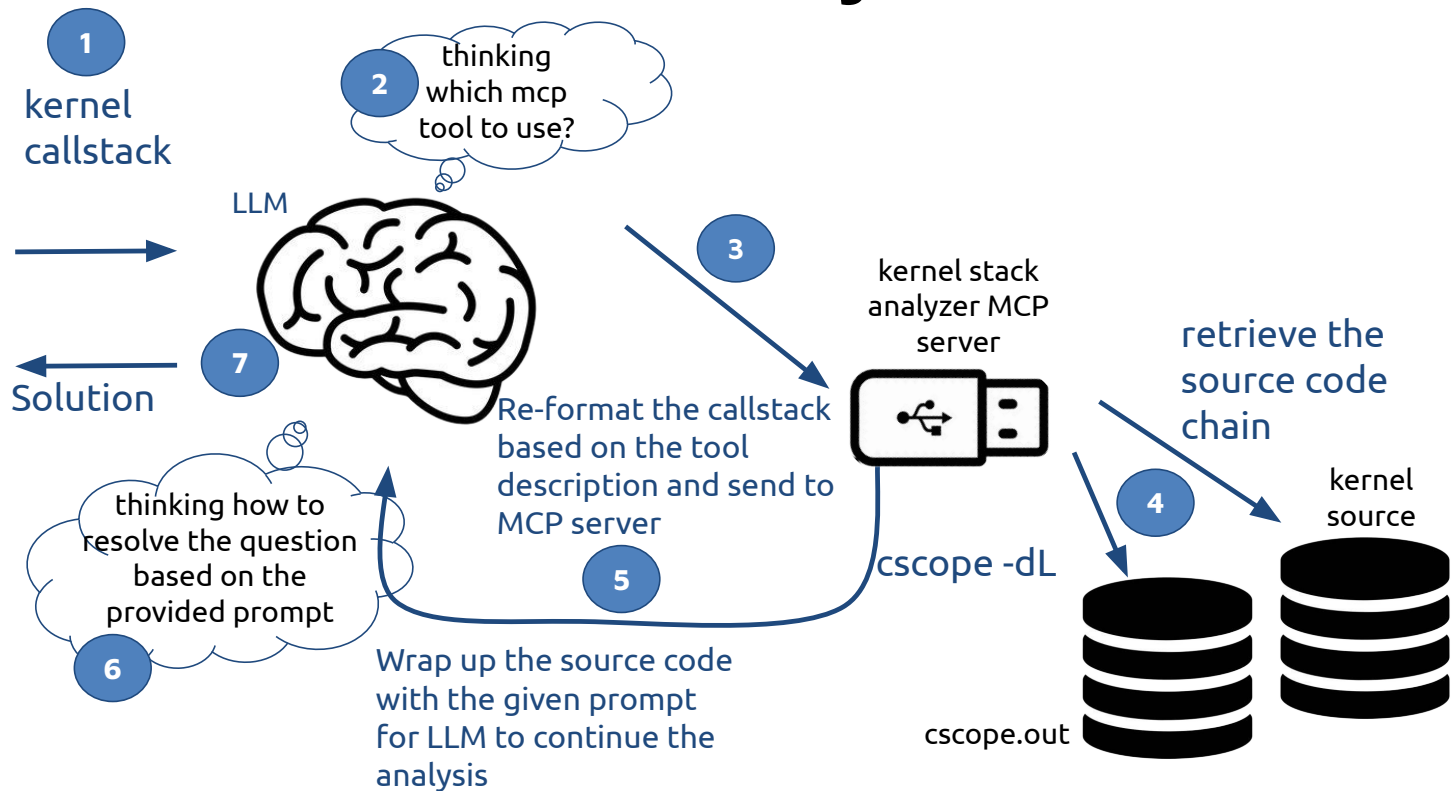 1
kernel
callstack
2
thinking
which mcp
tool to use?
LLM
3
kernel stack
analyzer MCP
server
retrieve the
source code
chain
7
Solution
Re-format the callstack
based on the tool
description and send to
MCP server
4
kernel
source
thinking how to
resolve the question
based on the
provided prompt
5
cscope -dL
6
Wrap up the source code
with the given prompt
for LLM to continue the
analysis
cscope.out